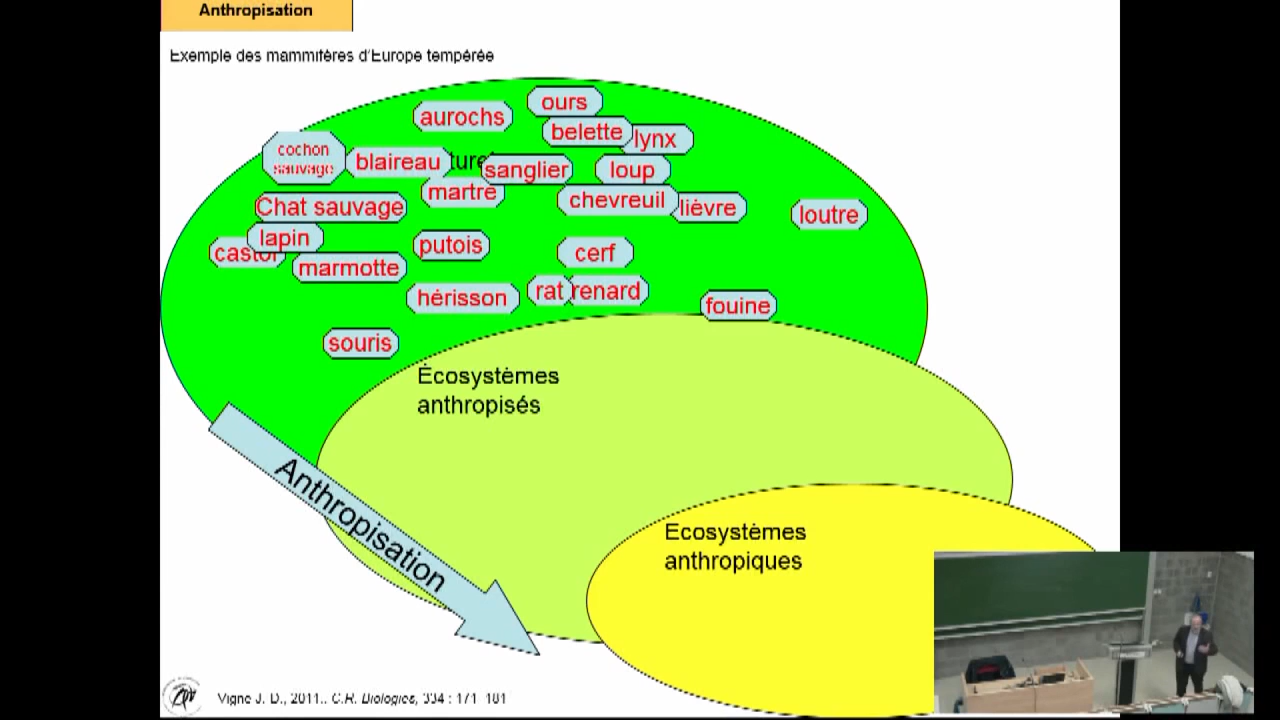 Anthropisation
Exemple des mammifères d'Europe tempérée
ours
aurochs
belette
lynx
cochon
sauvage
blaireau
sanglier
loup
martre
chevreuil
lièvre
loutre
Chat sauvage
lapin
castor
putois
cerf
marmotte
hérisson
rat
renard
fouine
souris
Écosystèmes
anthropisés
Anthropisation
Ecosystèmes
anthropiques
Vigne J. D., 2011.. C.R. Biologies, 334 : 171-181